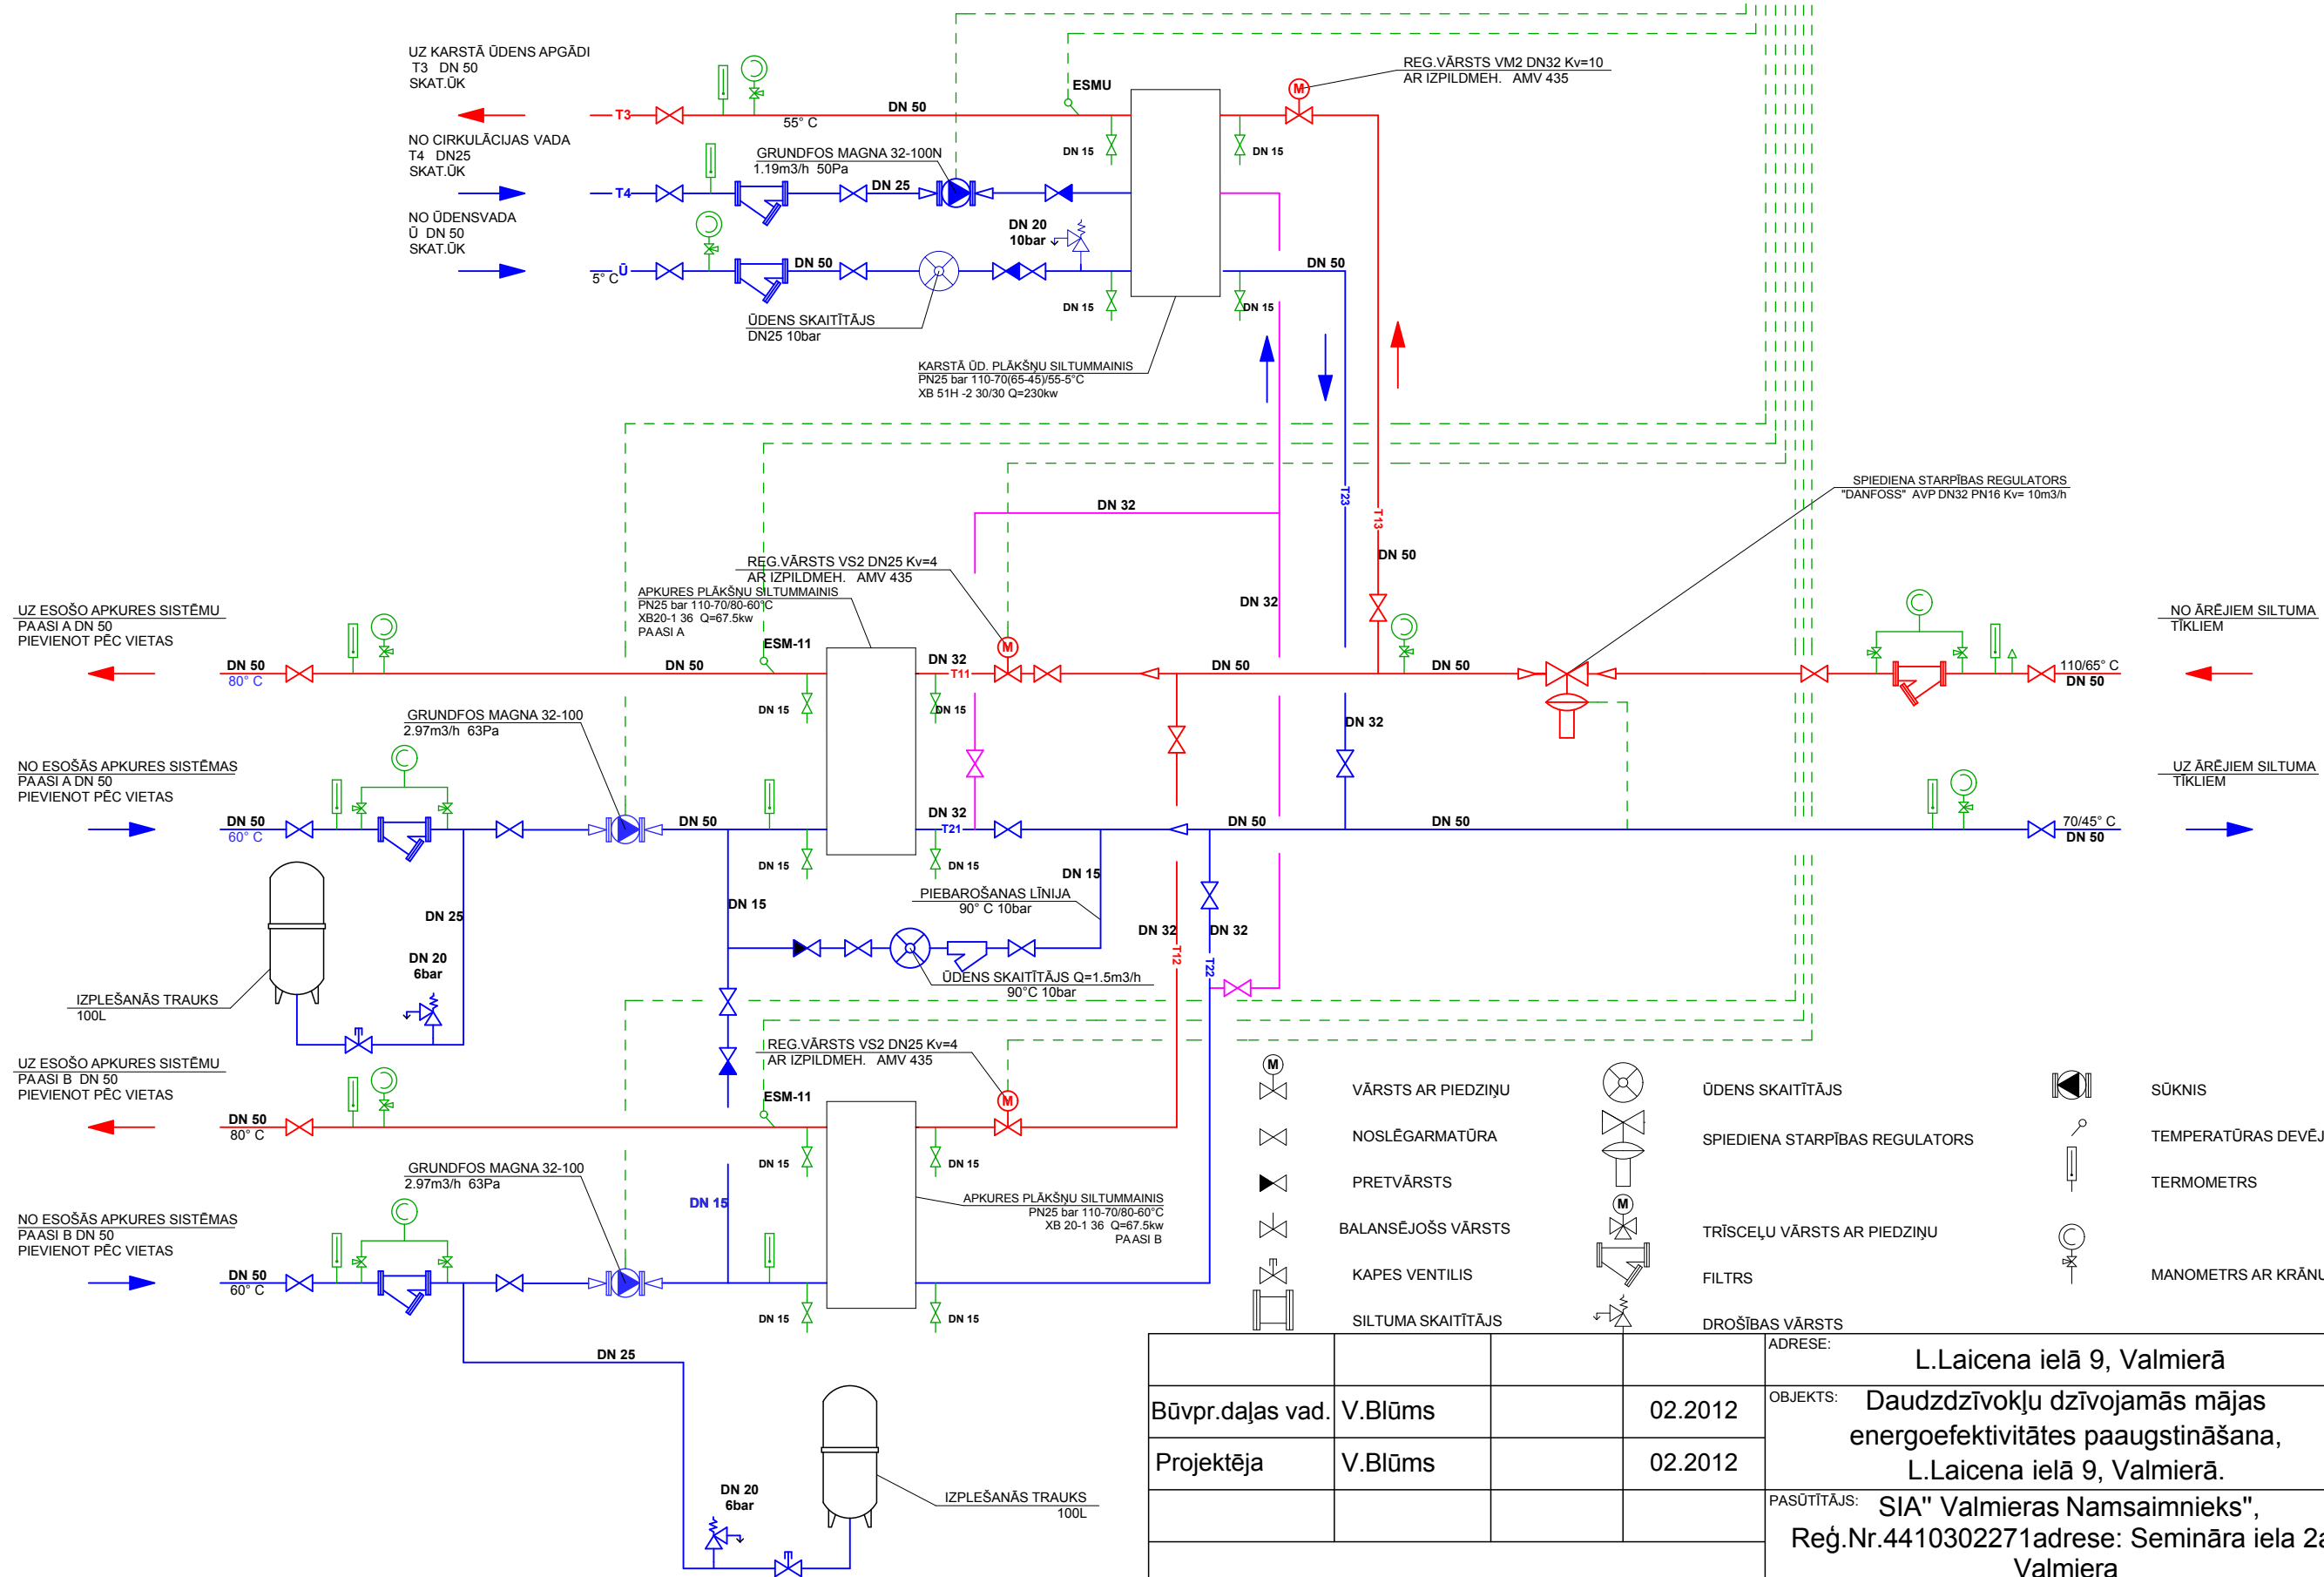 UZ KARSTĀ ŪDENS APGĀDI
T3 DN 50
SKAT.ŪK
NO CIRKULĀCIJAS VADA
T4 DN25
SKAT.ŪK
NO ŪDENSVADA
Ū DN 50
SKAT.ŪK
T3
55° C
DN 50
ESMU
DN 15
DN 15
REG.VĀRSTS VM2 DN32 Kv=10
AR IZPILDMEH. AMV 435
M
GRUNDFOS MAGNA 32-100N
1.19m3/h 50Pa
T4
DN 25
DN 20
10bar
5° C
Ū
DN 50
DN 50
DN 15
DN 15
ŪDENS SKAITĪTĀJS
DN25 10bar
KARSTĀ ŪD. PLĀKŠŅU SILTUMMAINIS
PN25 bar 110-70(65-45)/55-5°C
XB 51H -2 30/30 Q=230kw
SPIEDIENA STARPĪBAS REGULATORS
"DANFOSS" AVP DN32 PN16 Kv= 10m3/h
DN 32
T23
T13
DN 50
DN 32
REG.VĀRSTS VS2 DN25 Kv=4
AR IZPILDMEH. AMV 435
APKURES PLĀKŠŅU SILTUMMAINIS
PN25 bar 110-70/80-60°C
XB20-1 36 Q=67.5kw
PAASI A
UZ ESOŠO APKURES SISTĒMU
PAASI A DN 50
PIEVIENOT PĒC VIETAS
DN 50
80° C
DN 50
ESM-11
DN 32
T11
M
DN 50
DN 50
110/65° C
DN 50
NO ĀRĒJIEM SILTUMA
TĪKLIEM
DN 15
DN 15
DN 32
GRUNDFOS MAGNA 32-100
2.97m3/h 63Pa
NO ESOŠĀS APKURES SISTĒMAS
PAASI A DN 50
PIEVIENOT PĒC VIETAS
DN 50
60° C
DN 50
DN 32
T21
DN 50
DN 50
70/45° C
DN 50
UZ ĀRĒJIEM SILTUMA
TĪKLIEM
DN 15
DN 15
DN 15
DN 25
DN 15
PIEBAROŠANAS LĪNIJA
90° C 10bar
DN 32
DN 32
T12
T22
DN 20
6bar
ŪDENS SKAITĪTĀJS Q=1.5m3/h
90°C 10bar
IZPLEŠANĀS TRAUKS
100L
UZ ESOŠO APKURES SISTĒMU
PAASI B DN 50
PIEVIENOT PĒC VIETAS
REG.VĀRSTS VS2 DN25 Kv=4
AR IZPILDMEH. AMV 435
DN 50
80° C
ESM-11
M
DN 15
DN 15
GRUNDFOS MAGNA 32-100
2.97m3/h 63Pa
DN 15
APKURES PLĀKŠŅU SILTUMMAINIS
PN25 bar 110-70/80-60°C
XB 20-1 36 Q=67.5kw
PAASI B
NO ESOŠĀS APKURES SISTĒMAS
PAASI B DN 50
PIEVIENOT PĒC VIETAS
DN 50
60° C
DN 15
DN 15
DN 25
DN 20
6bar
IZPLEŠANĀS TRAUKS
100L
M
VĀRSTS AR PIEDZIŅU
NOSLĒGARMATŪRA
PRETVĀRSTS
BALANSĒJOŠS VĀRSTS
KAPES VENTILIS
SILTUMA SKAITĪTĀJS
ŪDENS SKAITĪTĀJS
SPIEDIENA STARPĪBAS REGULATORS
M
TRĪSCEĻU VĀRSTS AR PIEDZIŅU
FILTRS
DROŠĪBAS VĀRSTS
SŪKNIS
TEMPERATŪRAS DEVĒJ
TERMOMETRS
MANOMETRS AR KRĀNU
ADRESE:
L.Laicena ielā 9, Valmierā
Būvpr.daļas vad. V.Blūms 02.2012
Projektēja V.Blūms 02.2012
OBJEKTS: Daudzdzīvokļu dzīvojamās mājas
energoefektivitātes paaugstināšana,
L.Laicena ielā 9, Valmierā.
PASŪTĪTĀJS: SIA" Valmieras Namsaimnieks",
Reģ.Nr.4410302271adrese: Semināra iela 2a
Valmiera